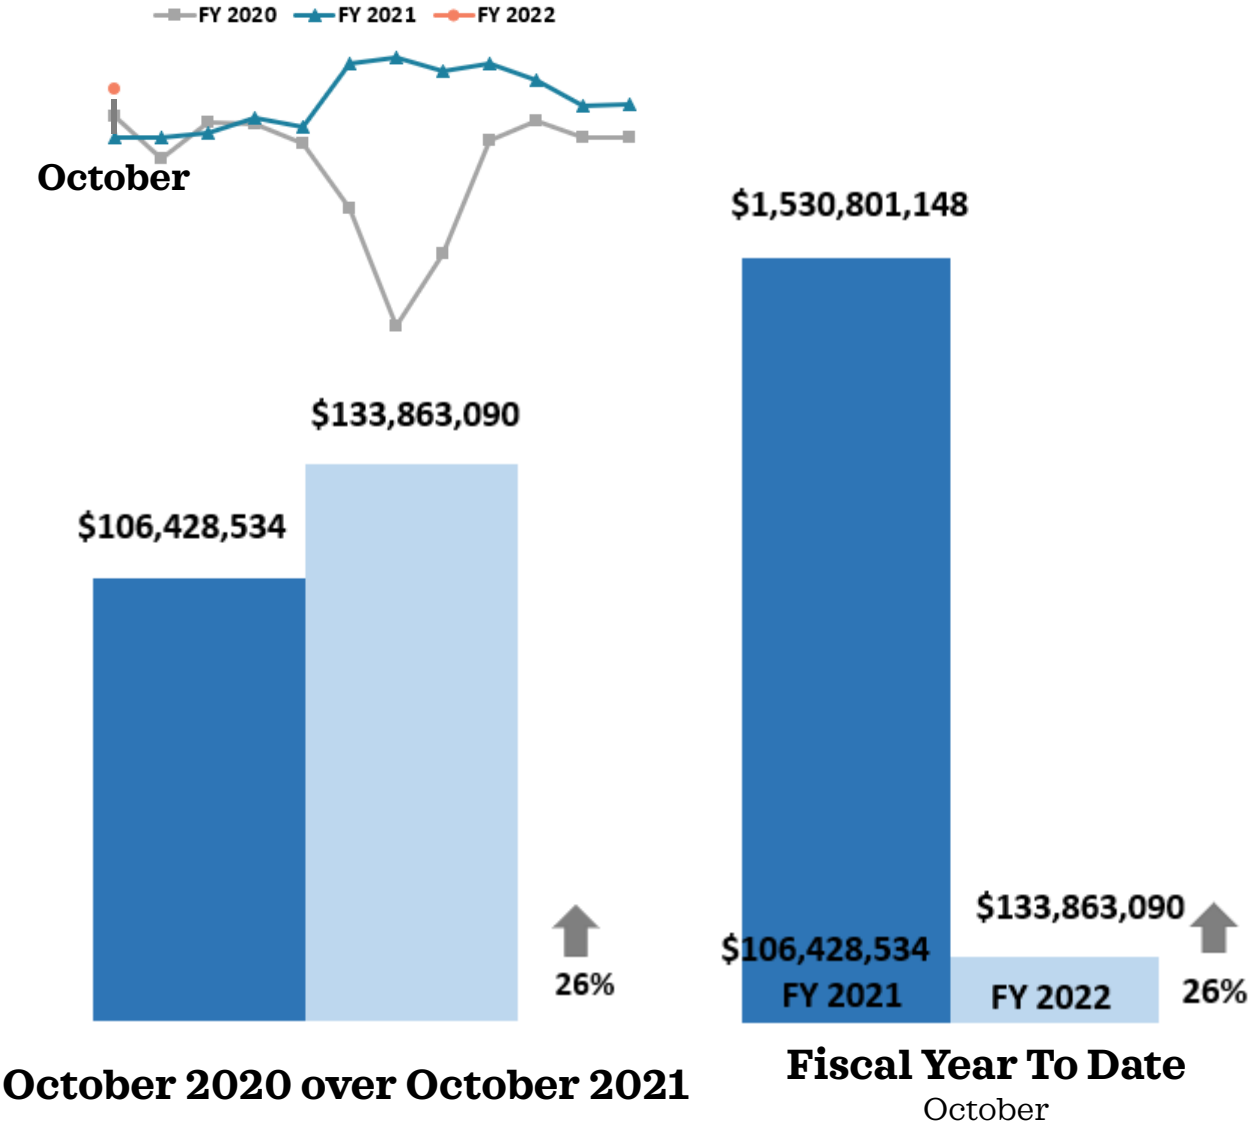 FY 2020 FY 2021 FY 2022
October
$1,530,801,148
$133,863,090
$106,428,534
$133,863,090
$106,428,534
26%
FY 2021 FY 2022
26%
October 2020 over October 2021
Fiscal Year To Date
October